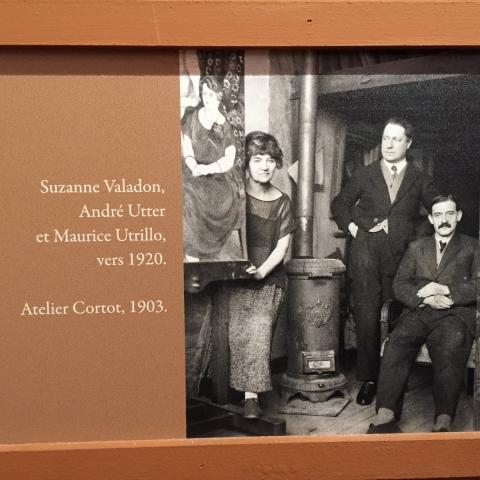 Suzanne Valadon,
André Utter
et Maurice Utrillo,
vers 1920.
Atelier Cortot, 1903.